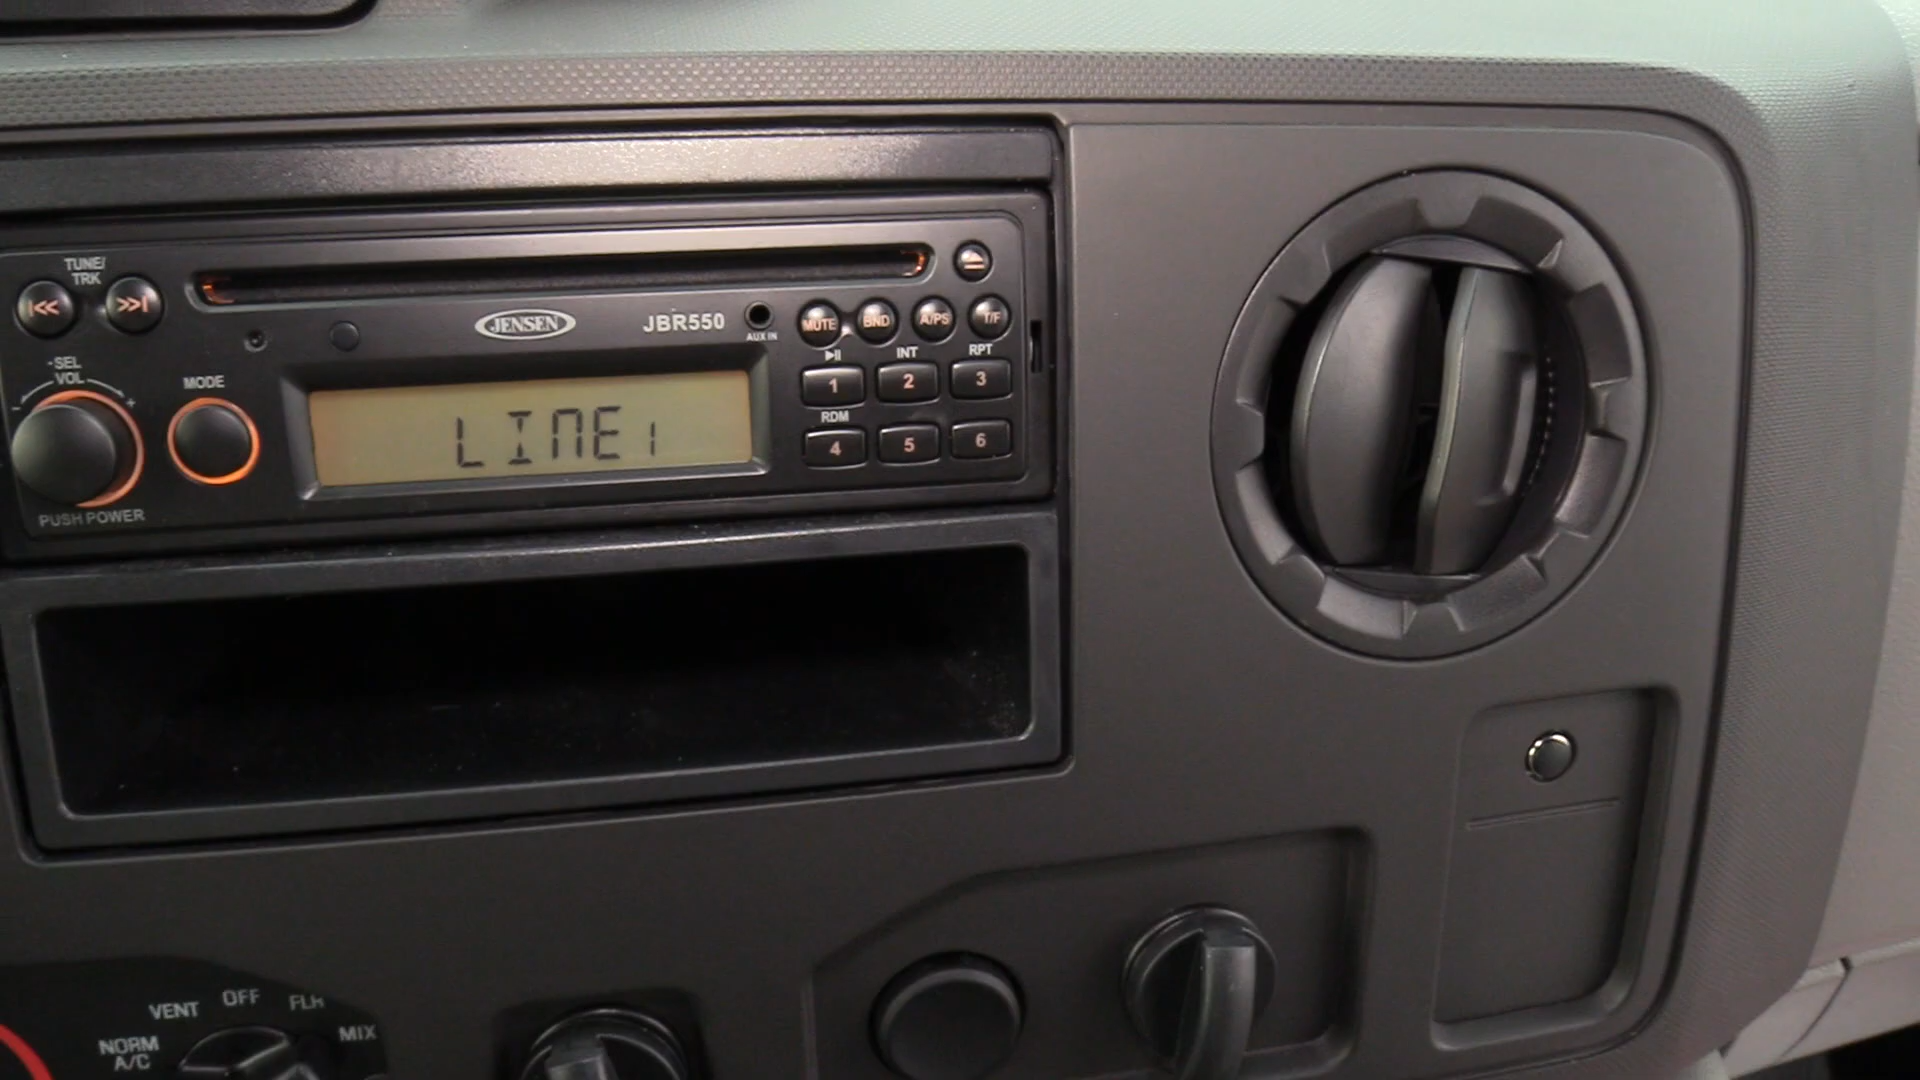 TUNE/
TRK
JENSEN
JBR550
AUX IN
MUTE
BND
A/PS
T/F
INT
RPT
1
2
3
RDM
4
5
6
-SEL
VOL
- +
MODE
LINE1
PUSH POWER
VENT
OFF
FLR
MIX
NORM
A/C